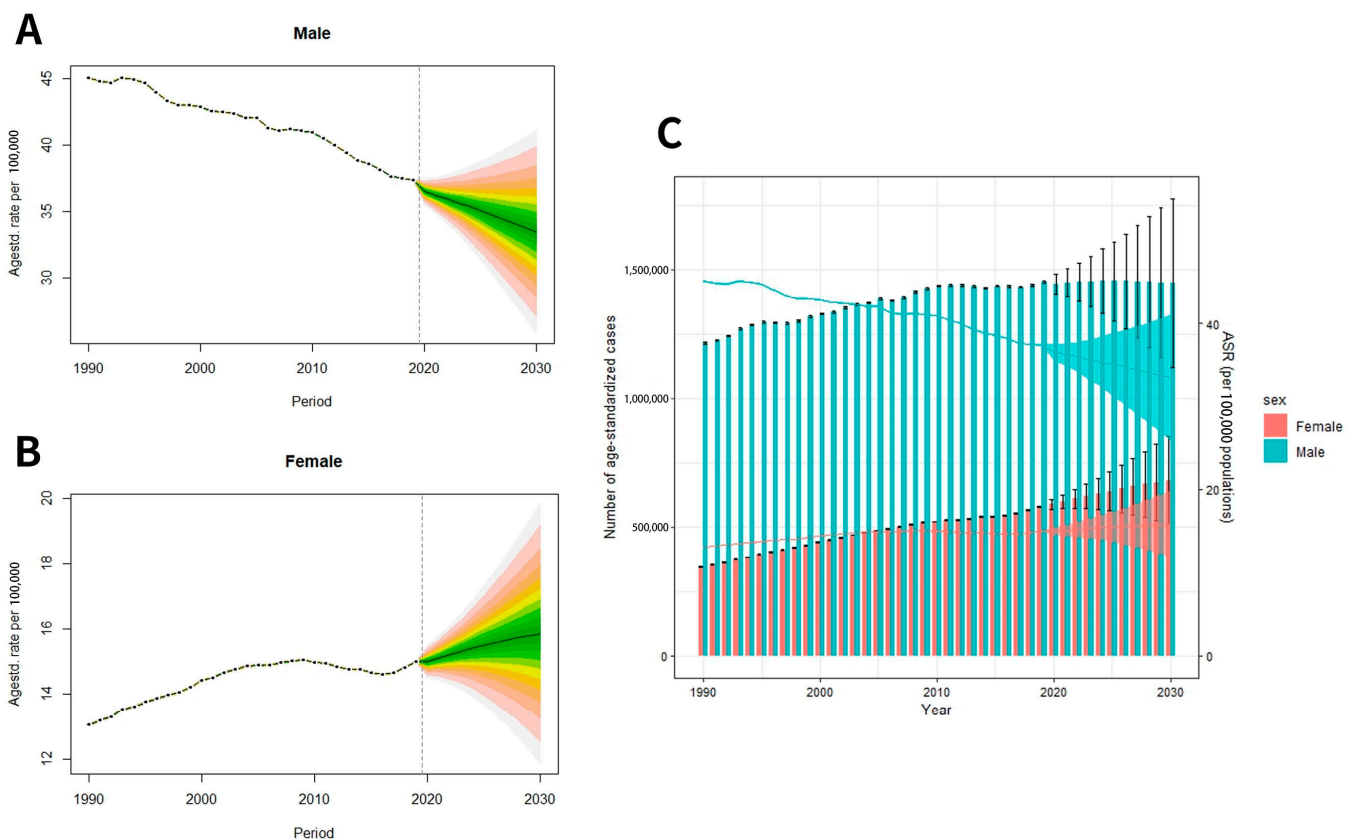 A
Male
Agestd. rate per  100,000
45
40
35
30
1990
2000
2010
2020
2030
Period
B
Female
Agestd. rate per 100,000
20
18
16
14
12
1990
2000
2010
2020
2030
Period
C
Number of age-standardized cases
1,500,000
1,000,000
500,000
0
40
20
0
ASR (per 100,000 populations)
1990
2000
2010
2020
2030
Year
sex
Female
Male